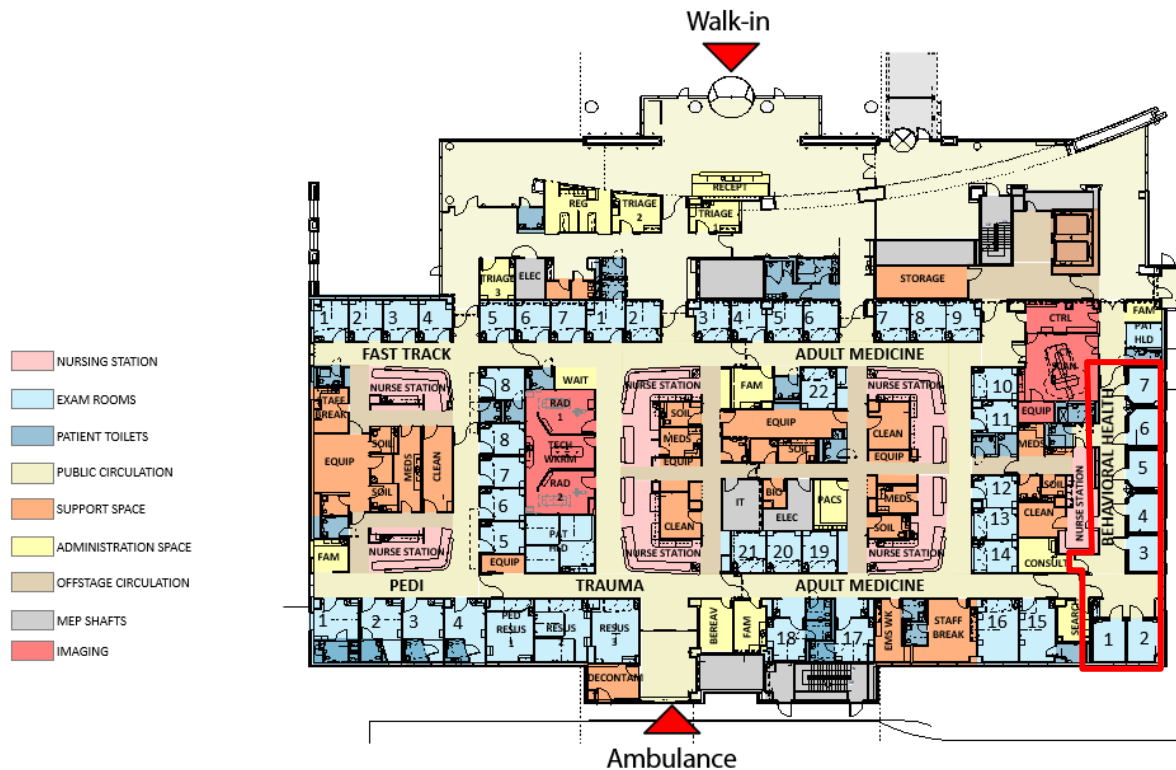 Walk-in
RECEPT
REG
TRIAGE
2
TRIAGE
1
TRIAGE
3
ELEC
STORAGE
1
2
3
4
5
6
7
1
2
3
4
5
6
7
8
9
CTRL
FAM
PAT
HLD
FAST TRACK
ADULT MEDICINE
SCAN
NURSING STATION
EXAM ROOMS
PATIENT TOILETS
PUBLIC CIRCULATION
SUPPORT SPACE
ADMINISTRATION SPACE
OFFSTAGE CIRCULATION
MEP SHAFTS
IMAGING
STAFF
BREAK
NURSE STATION
8
WAIT
RAD
1
NURSE STATION
FAM
22
NURSE STATION
10
7
SOIL
MEDS
EQUIP
EQUIP
SOIL
MEDS
CLEAN
SOIL
8
TECH
WKRM
7
RAD
2
6
5
EQUIP
PAT
HLD
EQUIP
SOIL
CLEAN
EQUIP
11
EQUIP
MEDS
6
BEHAVIORAL HEALTH
5
4
3
CLEAN
IT
BIO
ELEC
PACS
MEDS
SOIL
12
13
14
SOIL
CLEAN
NURSE STATION
CONSULT
FAM
NURSE STATION
NURSE STATION
21
20
19
NURSE STATION
PEDI
TRAUMA
ADULT MEDICINE
1
2
3
4
PED
RESUS
1
RESUS
2
RESUS
3
BEREAV
FAM
18
17
EMS WK
STAFF
BREAK
16
15
SEARCH
1
2
DECONTAM
Ambulance